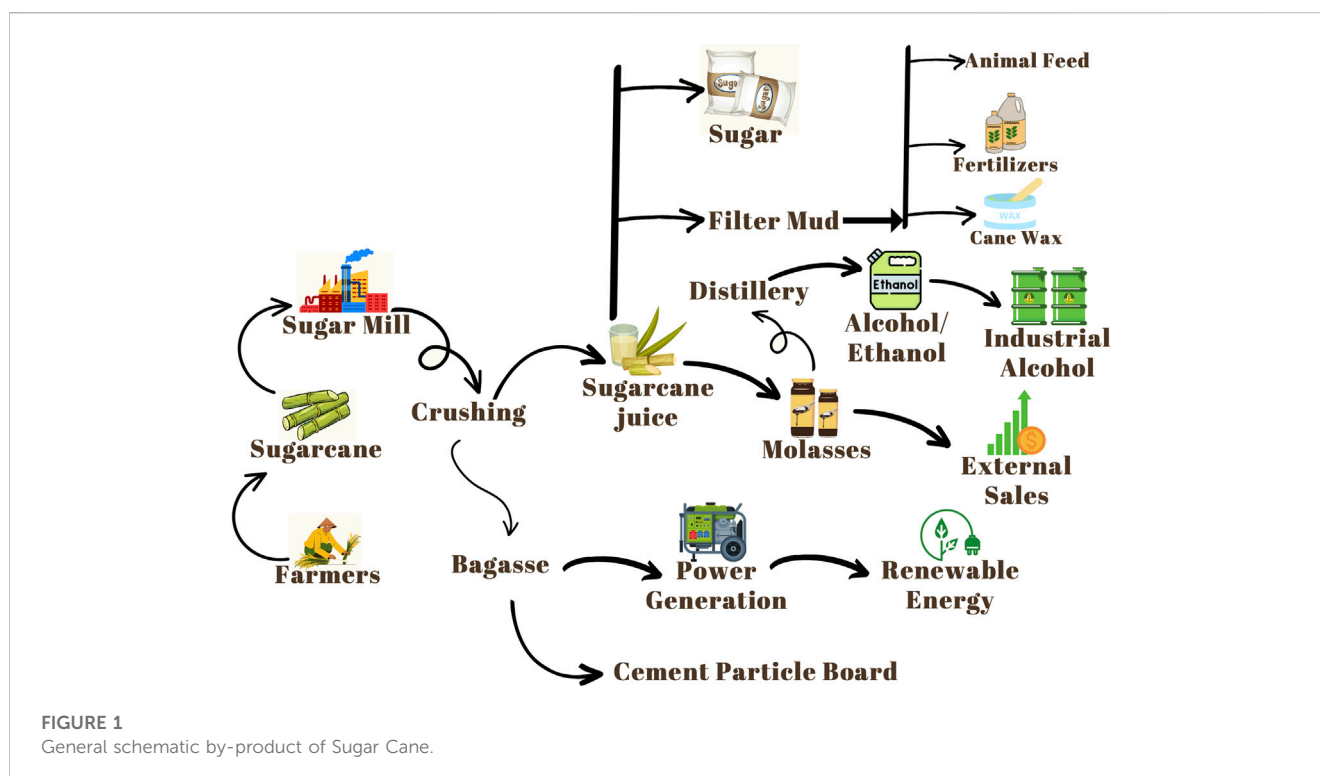 Sugar
Sugar
Sugar
Animal Feed
Fertilizers
WAX
Cane Wax
Filter Mud
Sugar Mill
Distillery
Ethanol
Alcohol/
Ethanol
Industrial
Alcohol
Crushing
Sugarcane
juice
Molasses
Sugarcane
External
Sales
Farmers
Bagasse
Power
Generation
Renewable
Energy
Cement Particle Board
FIGURE 1
General schematic by-product of Sugar Cane.